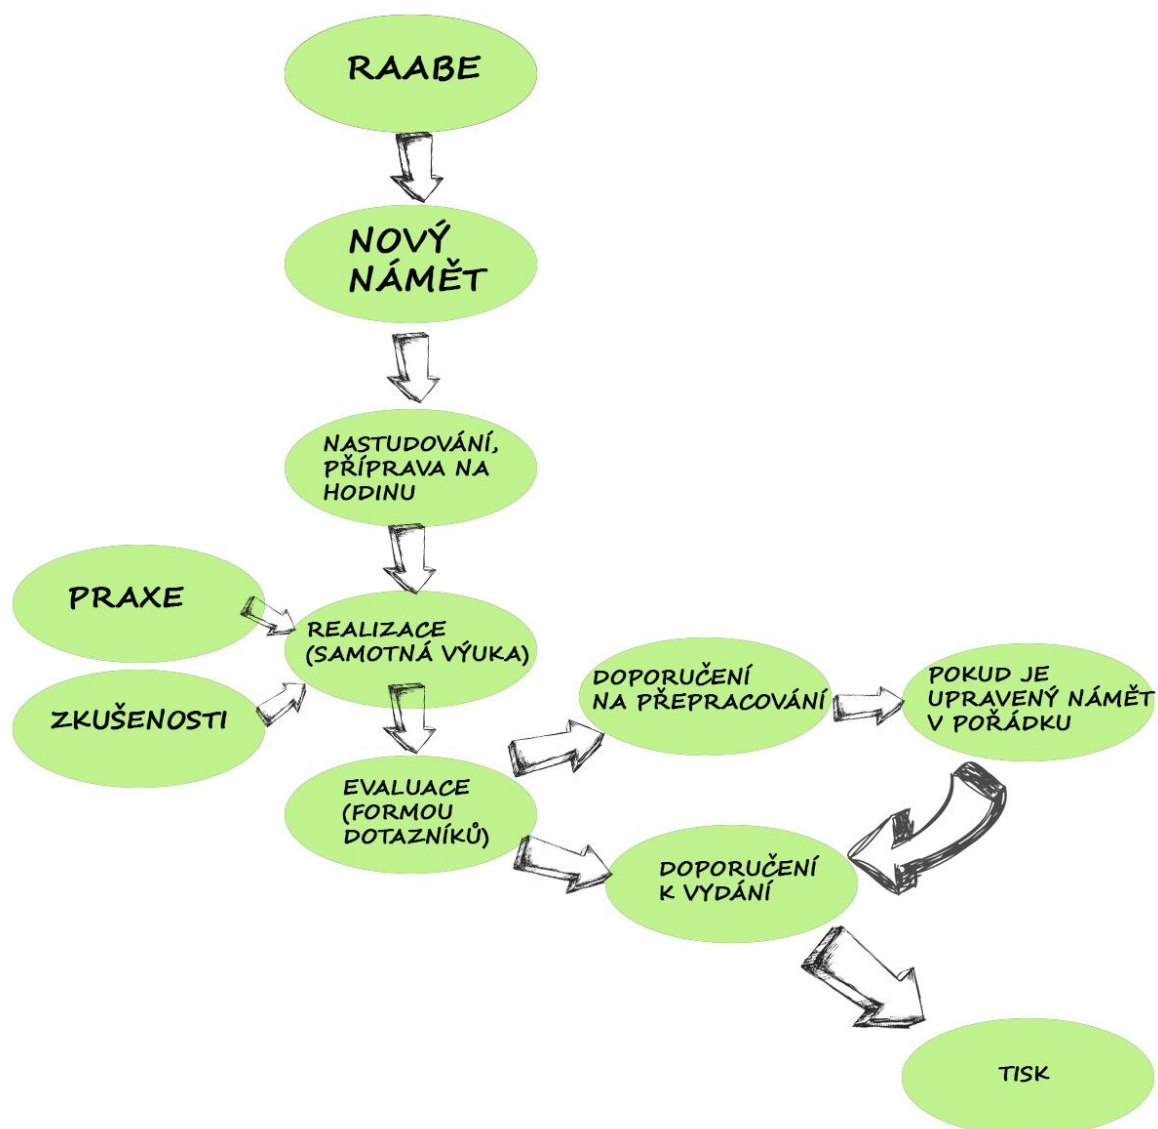 RAABE
NOVÝ
NÁMĚT
NASTUDOVÁNÍ,
PŘÍPRAVA NA
HODINU
PRAXE
REALIZACE
(SAMOTNÁ VÝUKA)
ZKUŠENOSTI
DOPORUČENÍ
NA PŘEPRACOVÁNÍ
POKUD JE
UPRAVENÝ NÁMĚT
V POŘÁDKU
EVALUACE
(FORMOU
DOTAZNÍKŮ)
DOPORUČENÍ
K VYDÁNÍ
TISK